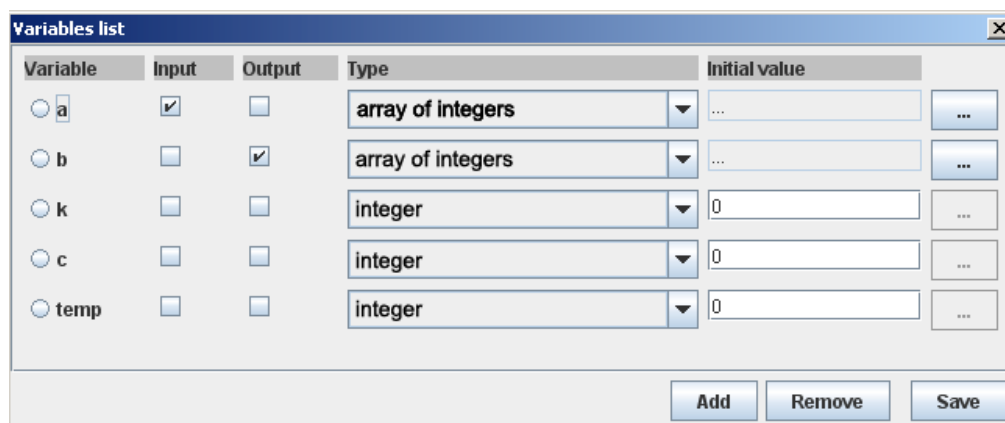 Variables list
Variable Input Output Type Initial value
a array of integers ... ...
b array of integers ... ...
k integer 0 ...
c integer 0 ...
temp integer 0 ...
Add Remove Save